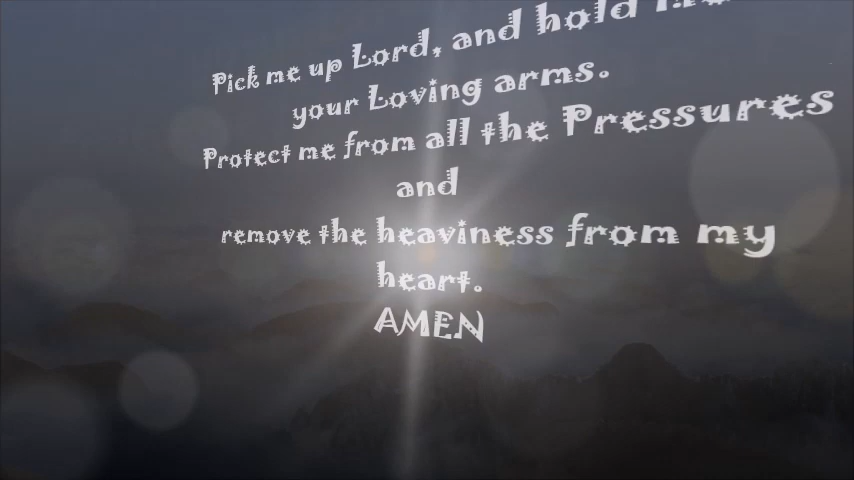 Pick me up Lord, and hold
your Loving arms.
Protect me from all the Pressures
and
remove the heaviness from my
heart.
AMEN